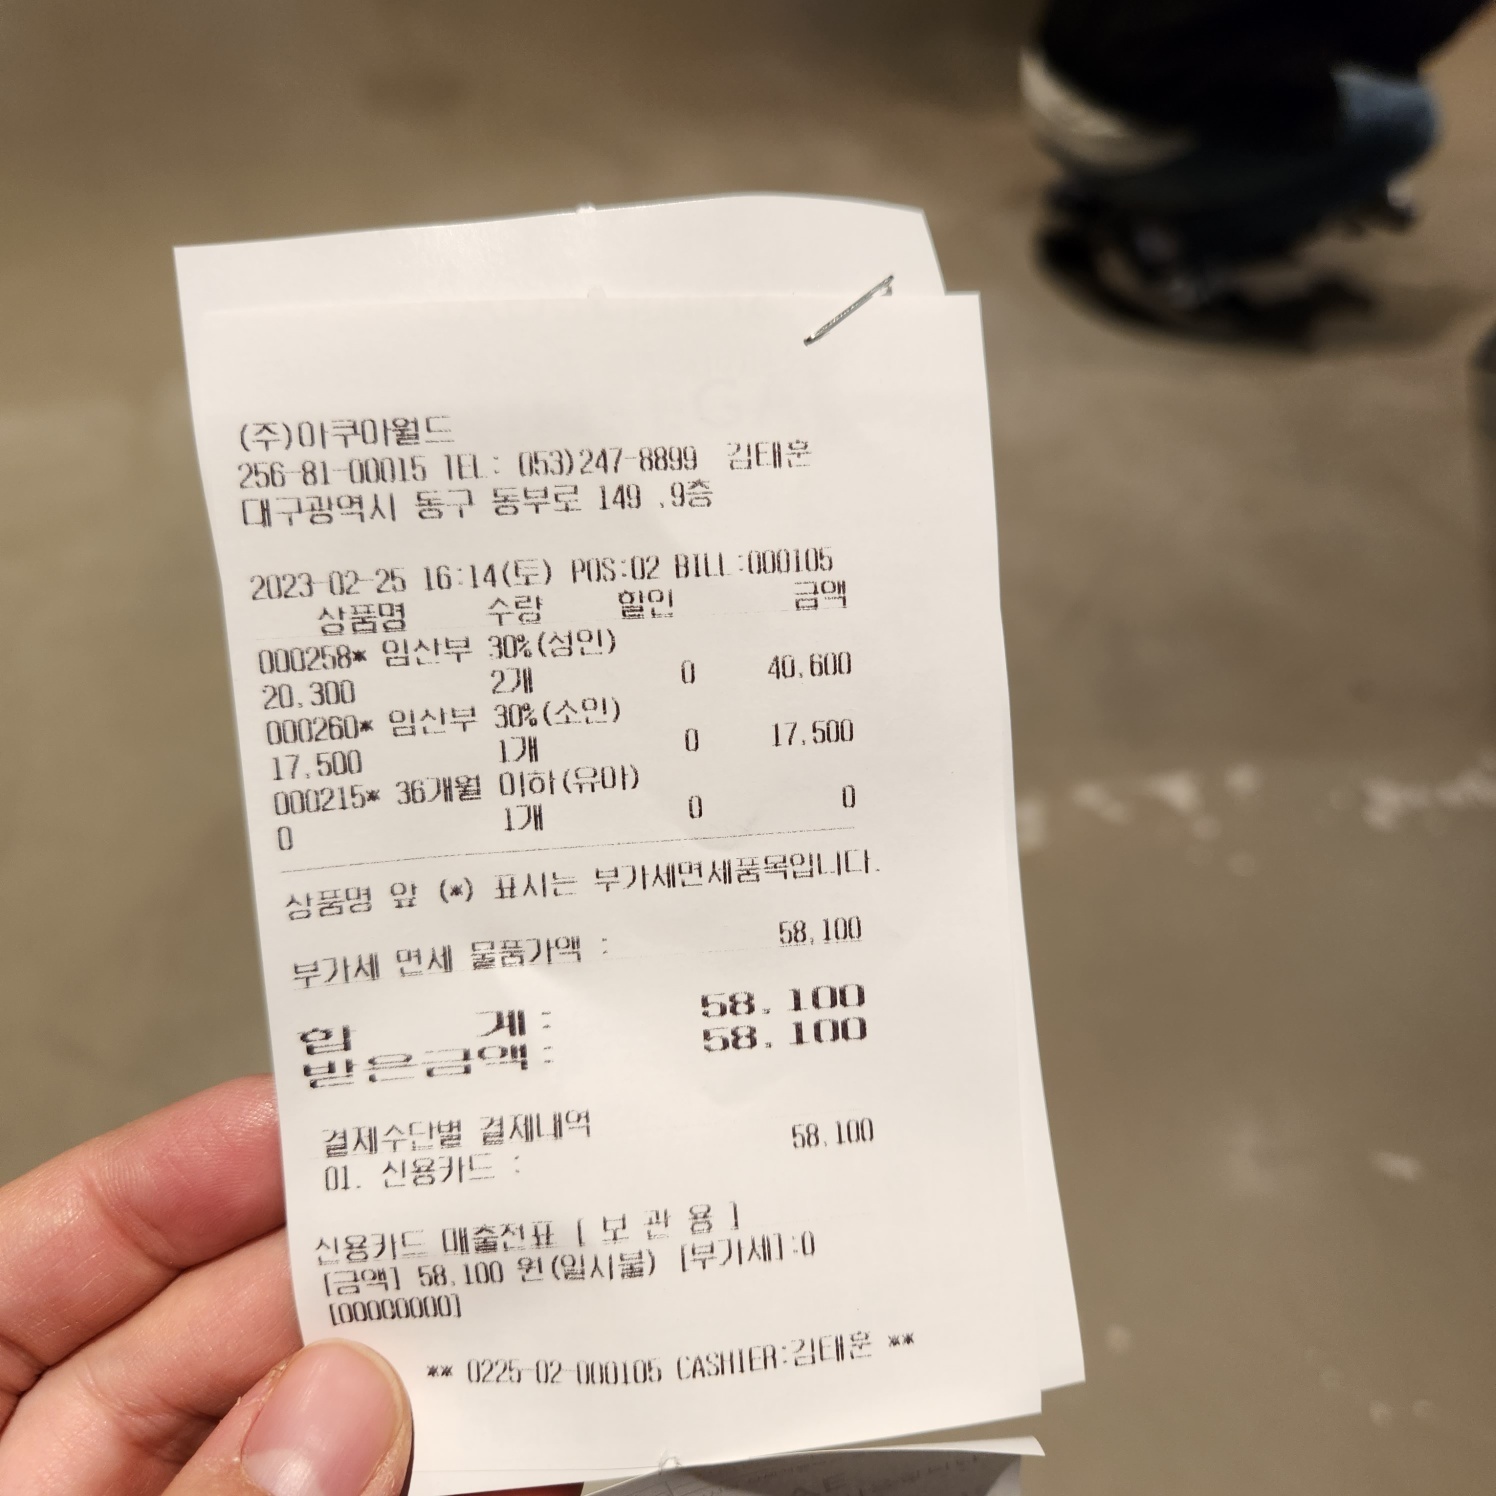 (주)아쿠아월드
256-81-00015 TEL: 053)247-8899 김태훈
대구광역시 동구 동부로 149 ,9층
2023-02-25 16:14(토) POS:02 BILL:000105
상품명 수량 할인 금액
000258* 임산부 30%(성인)
20,300 2개 0 40,600
000260* 임산부 30%(소인)
17,500 1개 0 17,500
000215* 36개월 이하(유아)
0 1개 0 0
상품명 앞 (*) 표시는 부가세면세품목입니다.
부가세 면세 물품가액 : 58,100
합 계 : 58,100
받은금액 : 58,100
결제수단별 결제내역
01. 신용카드 : 58,100
신용카드 매출전표 [ 보 관 용 ]
[금액] 58,100 원(일시불) [부가세]:0
[00000000]
** 0225-02-000105 CASHIER:김태훈 **